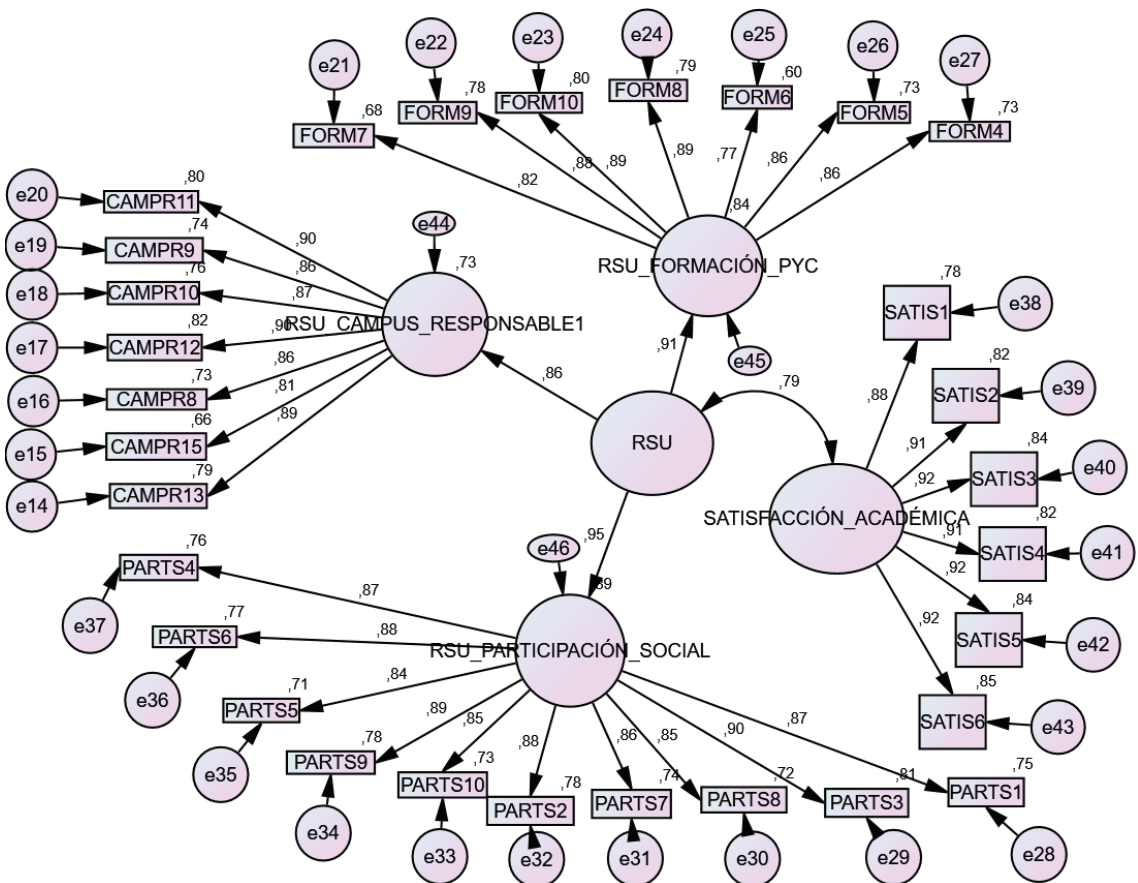 e21
e22
e23
e24
e25
e26
e27
,68
,78
,80
,79
,60
,73
,73
FORM7
FORM9
FORM10
FORM8
FORM6
FORM5
FORM4
,82
,88
,89
,89
,77
,86
,86
,84
RSU_FORMACIÓN_PYC
e45
,91
e20
e19
e18
e17
e16
e15
e14
,80
CAMPR11
,74
CAMPR9
,76
CAMPR10
,82
CAMPR12
,73
CAMPR8
,66
CAMPR15
,79
CAMPR13
,90
,86
,87
,90
,86
,81
,89
e44
,73
RSU_CAMPUS_RESPONSABLE1
,86
RSU
,79
SATISFACCIÓN_ACADÉMICA
,78
SATIS1
e38
,82
SATIS2
e39
,84
SATIS3
e40
,82
SATIS4
e41
,84
SATIS5
e42
,85
SATIS6
e43
,88
,91
,92
,91
,92
,92
,95
e46
,89
RSU_PARTICIPACIÓN_SOCIAL
,76
PARTS4
e37
,77
PARTS6
e36
,71
PARTS5
e35
,78
PARTS9
e34
,73
PARTS10
e33
,78
PARTS2
e32
,74
PARTS7
e31
,72
PARTS8
e30
,81
PARTS3
e29
,75
PARTS1
e28
,87
,88
,84
,89
,85
,88
,86
,85
,90
,87